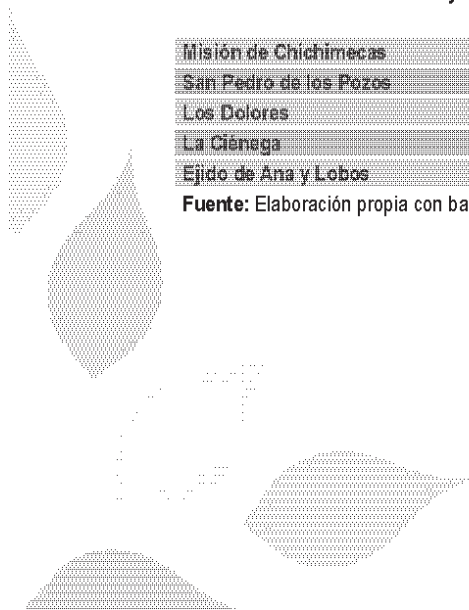 Misión de Chichimecas
San Pedro de los Pozos
Los Dolores
La Ciénega
Ejido de Ana y Lobos
Fuente: Elaboración propia con ba